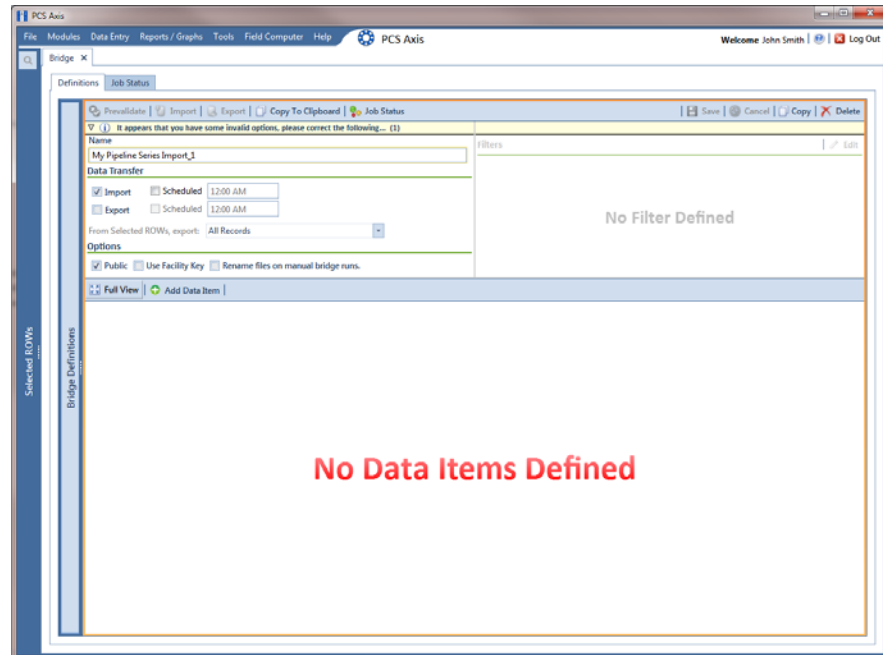 PCS Axis
File Modules Data Entry Reports / Graphs Tools Field Computer Help PCS Axis Welcome John Smith | Log Out
Bridge X
Definitions Job Status
Prevalidate | Import | Export | Copy To Clipboard | Job Status | Save | Cancel | Copy | Delete
It appears that you have some invalid options, please correct the following... (1)
Name
My Pipeline Series Import_1
Filters | Edit
Data Transfer
Import Scheduled 12:00 AM
Export Scheduled 12:00 AM
No Filter Defined
From Selected ROWs, export: All Records
Options
Public Use Facility Key Rename files on manual bridge runs.
Full View | Add Data Item |
Selected ROWs
Bridge Definitions
No Data Items Defined